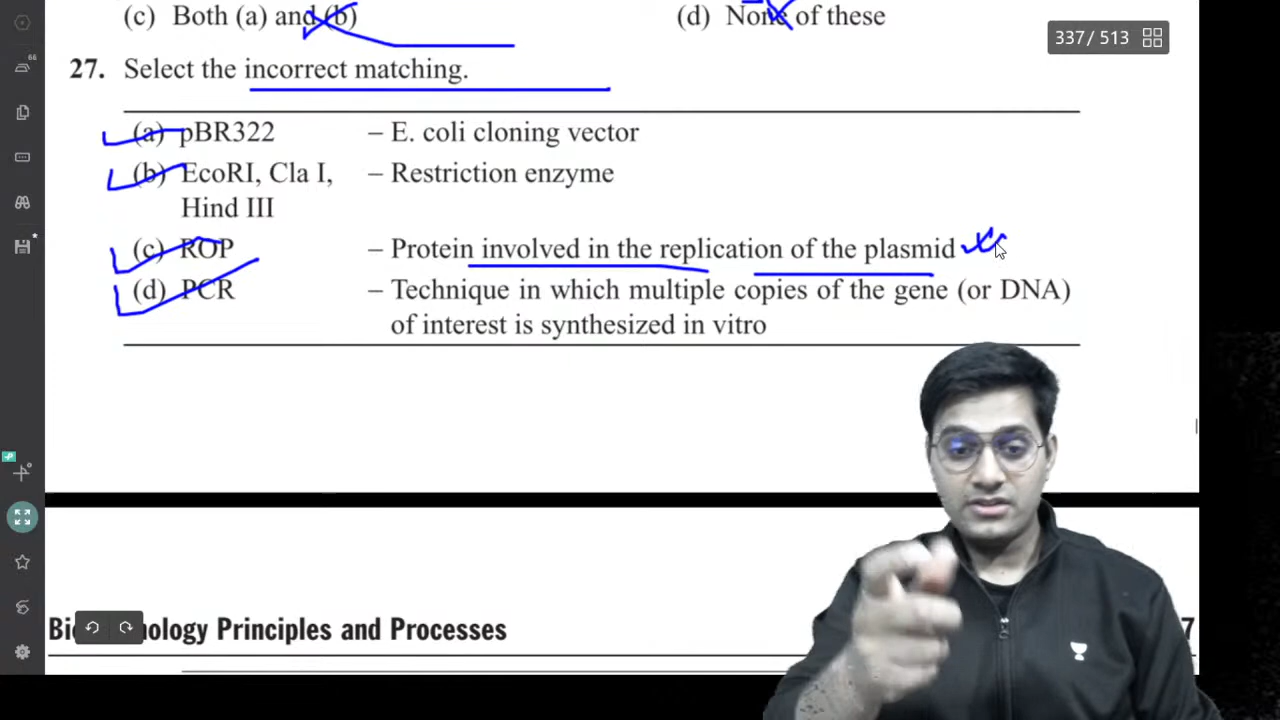 (c) Both (a) and (b) (d) None of these
337 / 513
27. Select the incorrect matching.
(a) pBR322 – E. coli cloning vector
(b) EcoRI, Cla I, – Restriction enzyme
Hind III
(c) ROP – Protein involved in the replication of the plasmid
(d) PCR – Technique in which multiple copies of the gene (or DNA)
of interest is synthesized in vitro
Principles and Processes 7